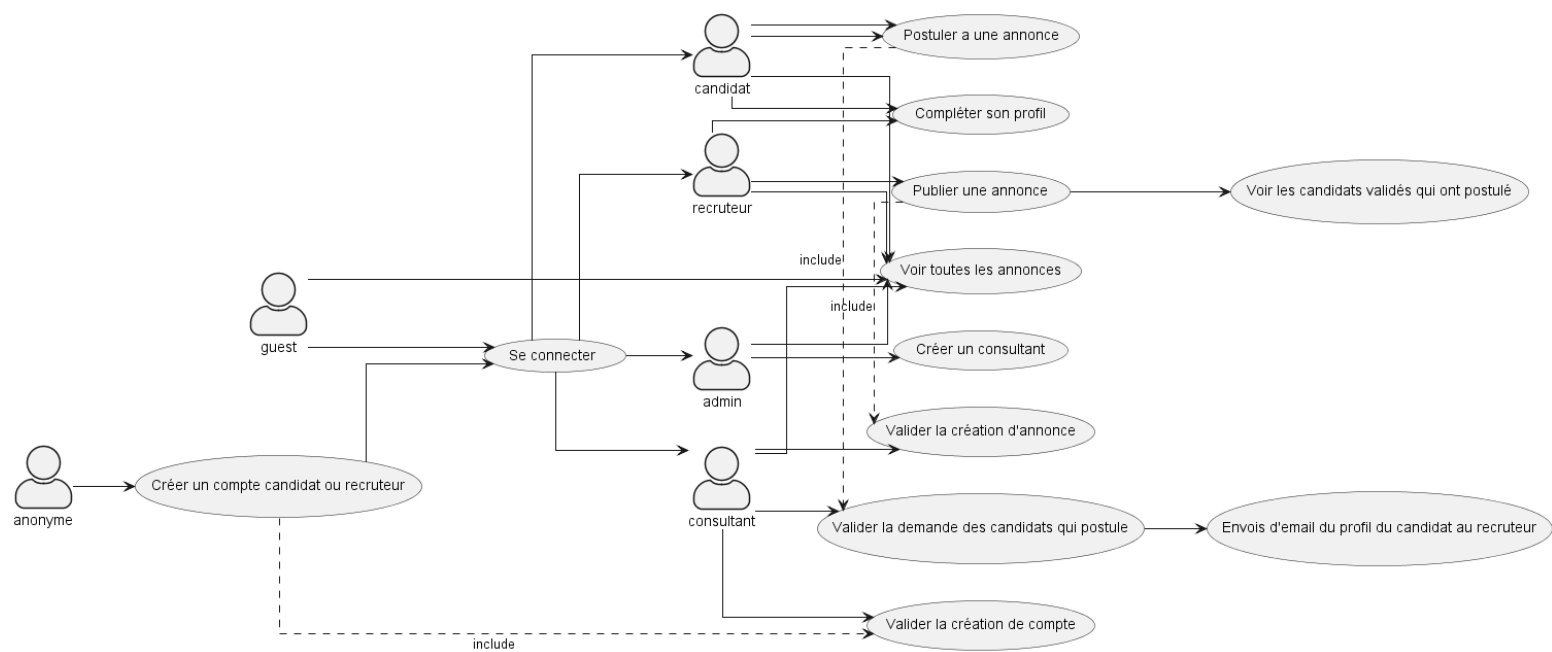 Postuler a une annonce
candidat
Compléter son profil
recruteur
Publier une annonce
Voir les candidats validés qui ont postulé
include
Voir toutes les annonces
include
guest
Se connecter
admin
Créer un consultant
Valider la création d'annonce
anonyme
Créer un compte candidat ou recruteur
consultant
Valider la demande des candidats qui postule
Envois d'email du profil du candidat au recruteur
Valider la création de compte
include